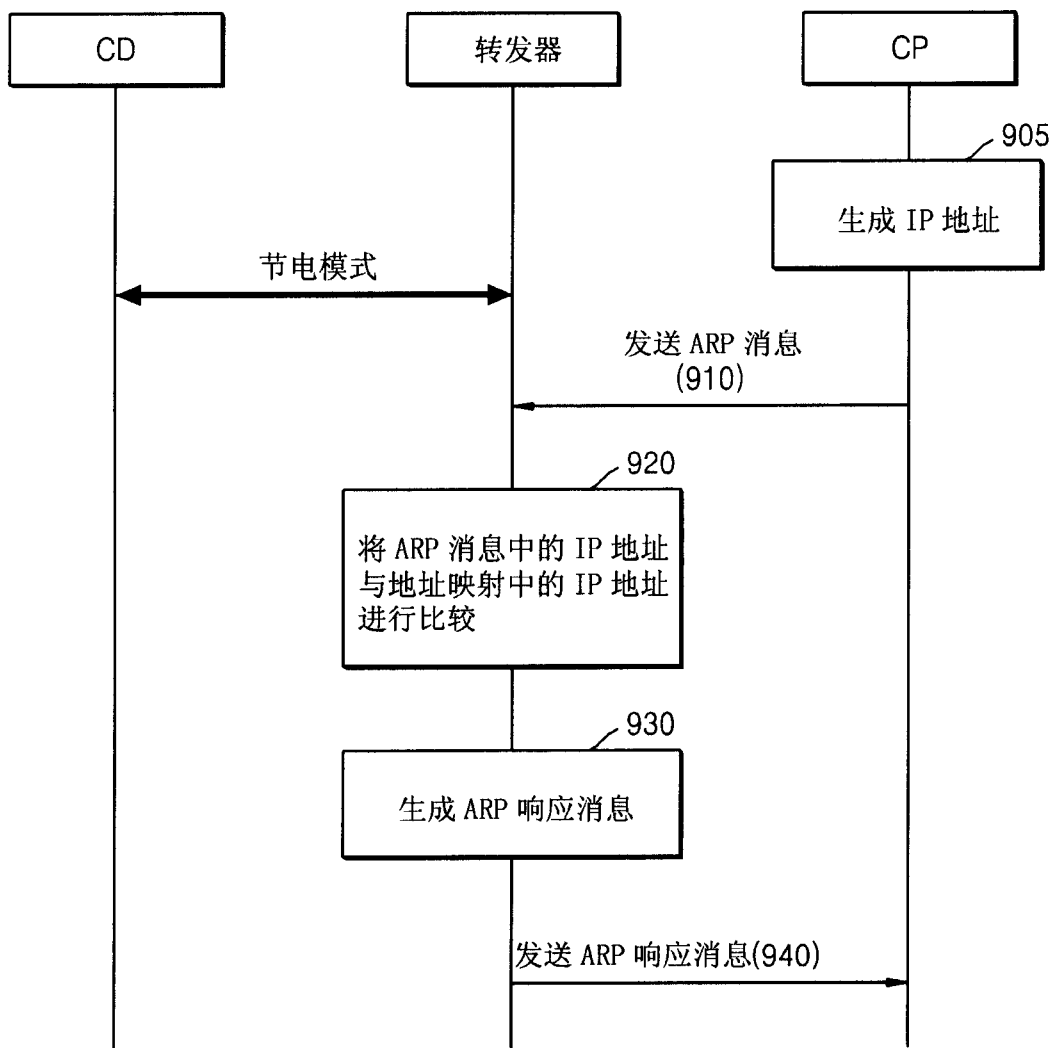 CD
转发器
CP
905
生成 IP 地址
节电模式
发送 ARP 消息
(910)
920
将 ARP 消息中的 IP 地址
与地址映射中的 IP 地址
进行比较
930
生成 ARP 响应消息
发送 ARP 响应消息(940)